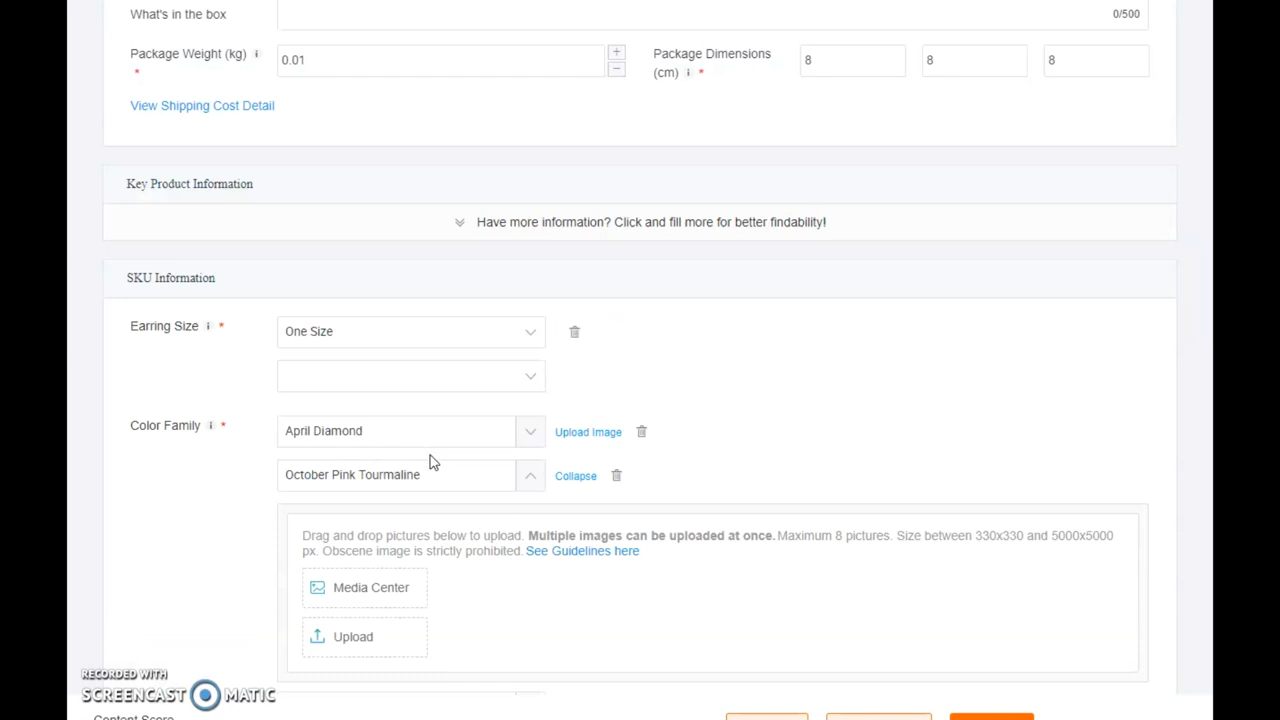 What's in the box
0/500
Package Weight (kg) i
*
0.01
+
−
Package Dimensions
(cm) i *
8
8
8
View Shipping Cost Detail
Key Product Information
Have more information? Click and fill more for better findability!
SKU Information
Earring Size i *
One Size
Color Family i *
April Diamond
Upload Image
October Pink Tourmaline
Collapse
Drag and drop pictures below to upload. Multiple images can be uploaded at once. Maximum 8 pictures. Size between 330x330 and 5000x5000
px. Obscene image is strictly prohibited. See Guidelines here
Media Center
Upload
RECORDED WITH
SCREENCAST MATIC
Content Score